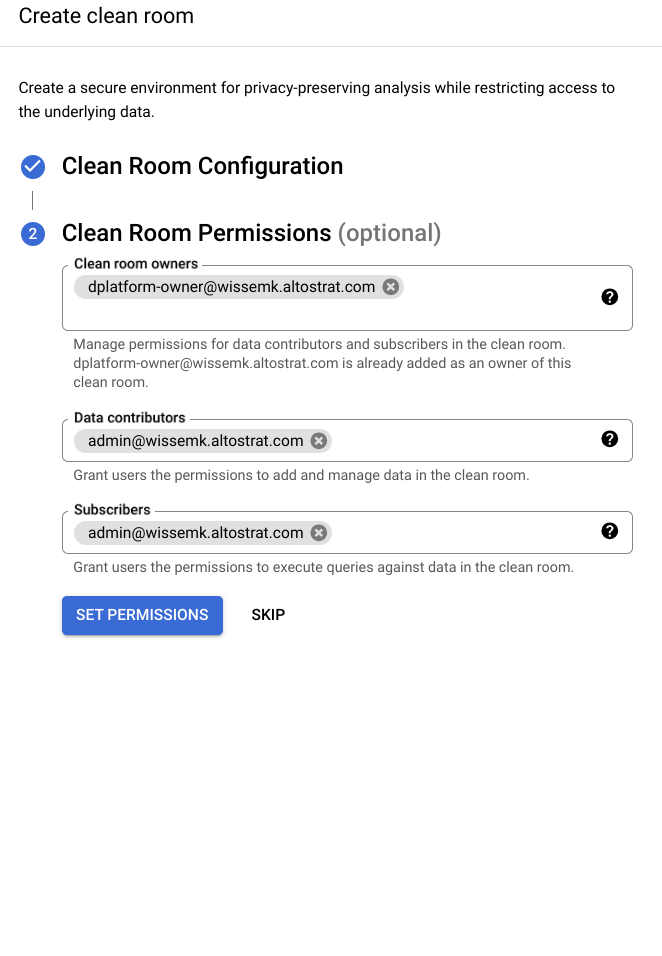 Create clean room
Create a secure environment for privacy-preserving analysis while restricting access to
the underlying data.
Clean Room Configuration
2 Clean Room Permissions (optional)
Clean room owners
dplatform-owner@wissemk.altostrat.com
Manage permissions for data contributors and subscribers in the clean room.
dplatform-owner@wissemk.altostrat.com is already added as an owner of this
clean room.
Data contributors
admin@wissemk.altostrat.com
Grant users the permissions to add and manage data in the clean room.
Subscribers
admin@wissemk.altostrat.com
Grant users the permissions to execute queries against data in the clean room.
SET PERMISSIONS SKIP